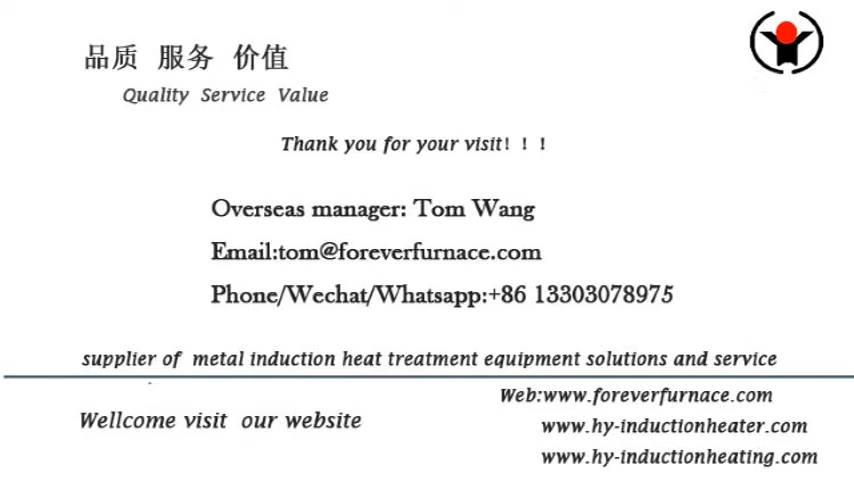 品质 服务 价值
Quality Service Value
Thank you for your visit！！！
Overseas manager: Tom Wang
Email:tom@foreverfurnace.com
Phone/Wechat/Whatsapp:+86 13303078975
supplier of metal induction heat treatment equipment solutions and service
Web:www.foreverfurnace.com
Wellcome visit our website
www.hy-inductionheater.com
www.hy-inductionheating.com